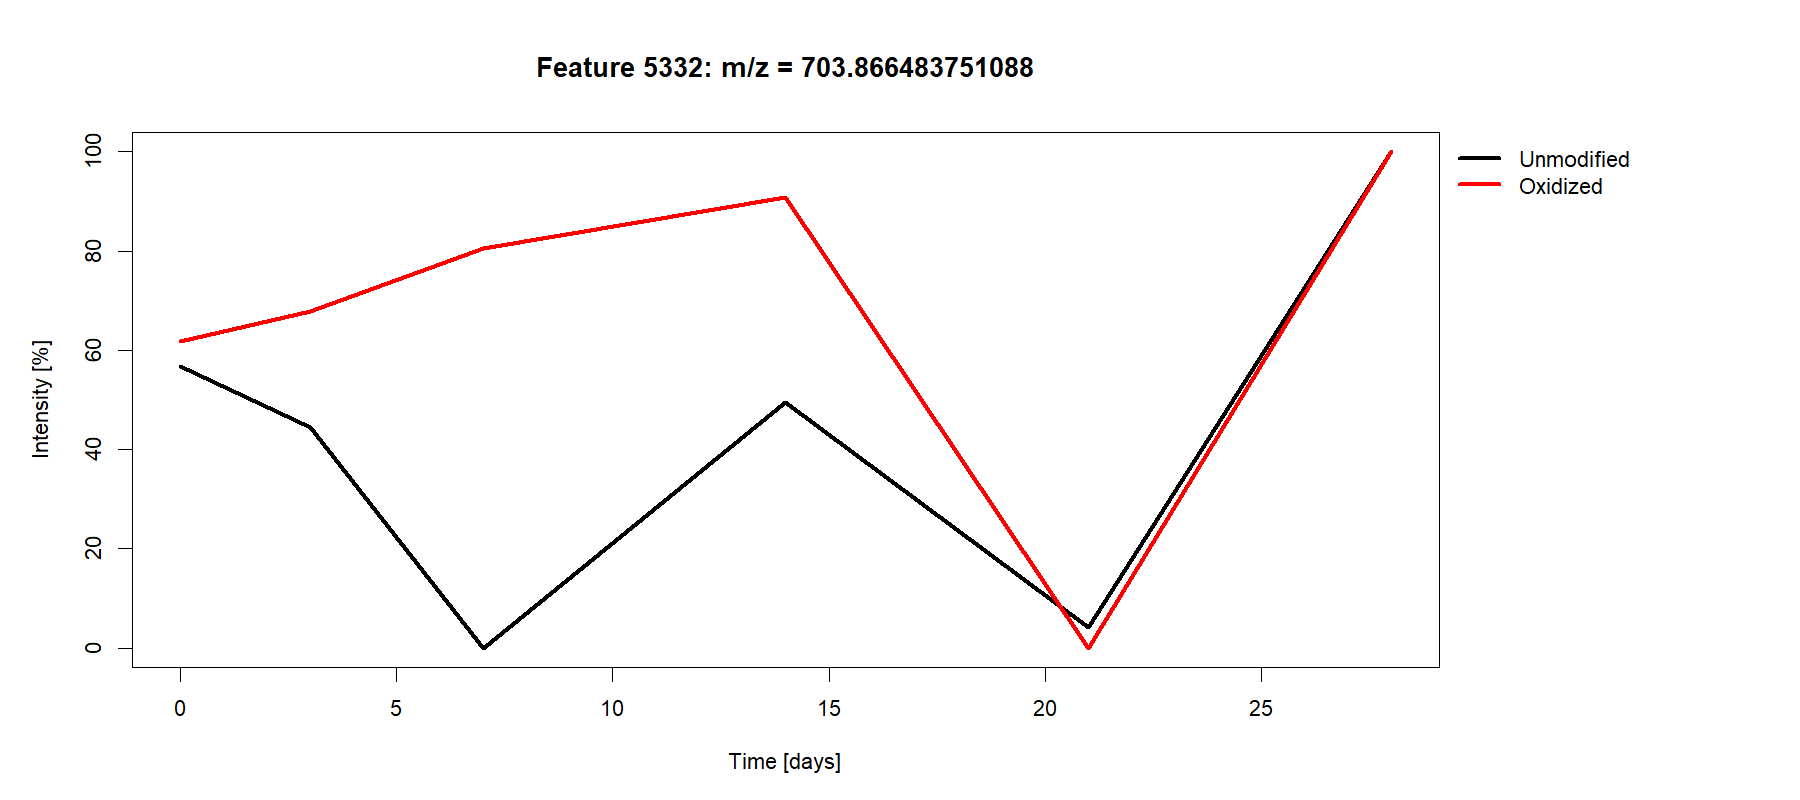 Feature 5332: m/z = 703.866483751088
Unmodified
Oxidized
Intensity [%]
100
80
60
40
20
0
0 5 10 15 20 25
Time [days]